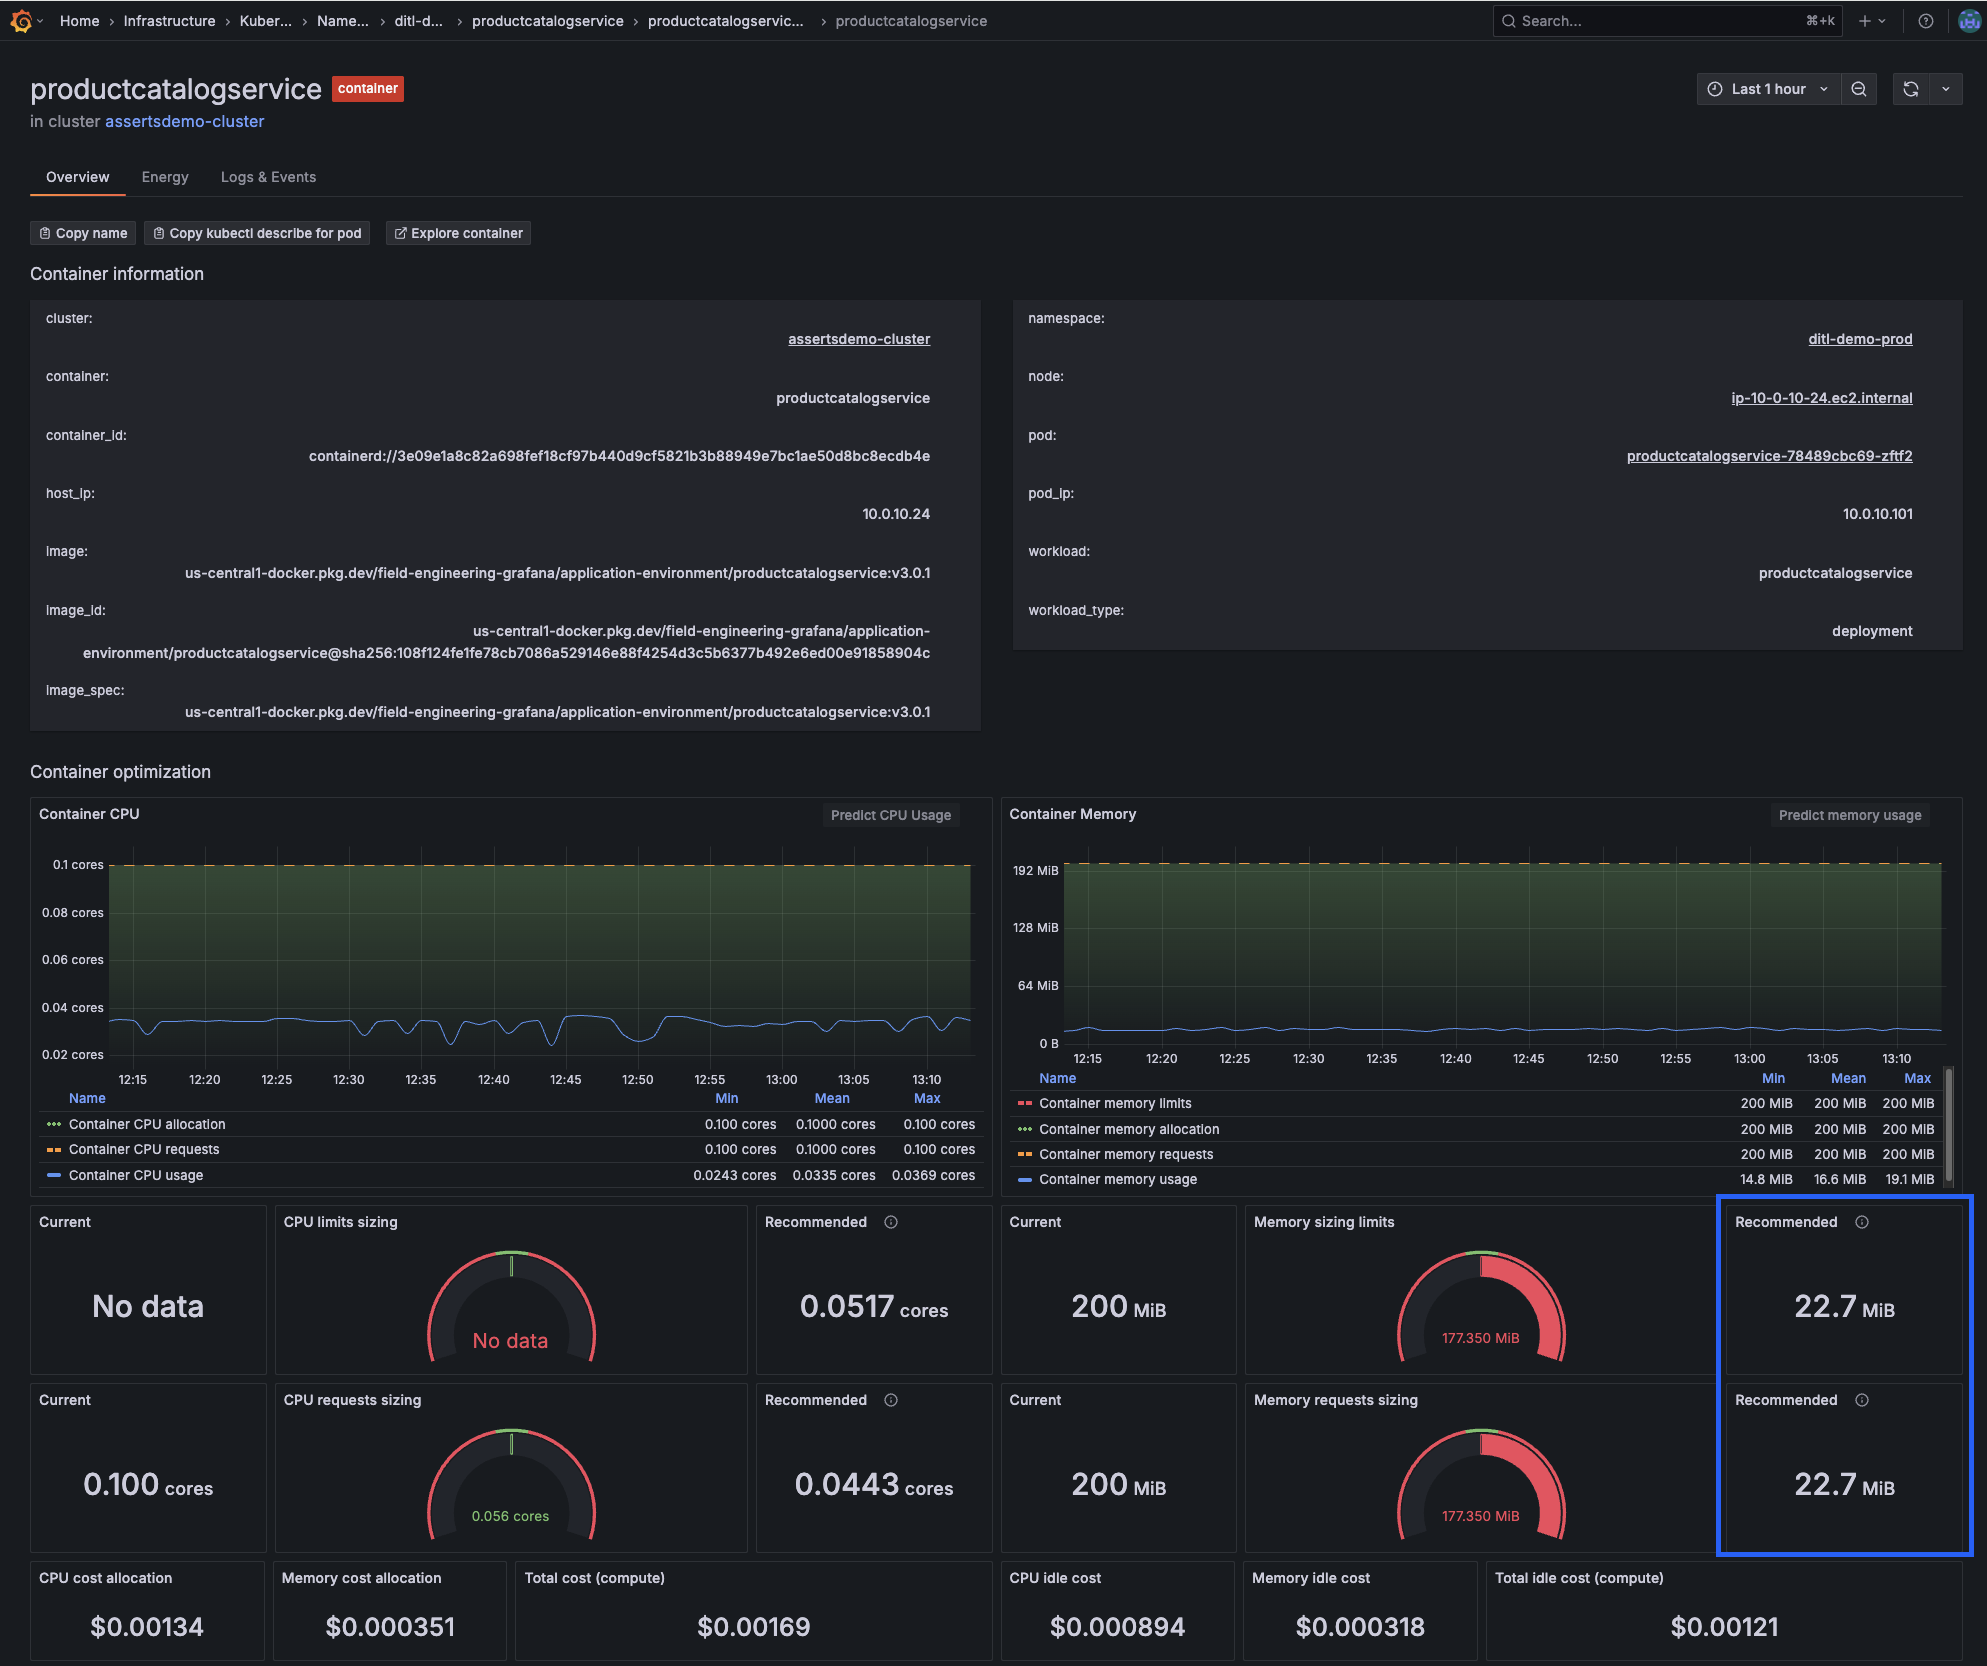 Home › Infrastructure › Kuber... › Name... › ditl-d... › productcatalogservice › productcatalogservic... › productcatalogservice
Search... ⌘+k
productcatalogservice container
Last 1 hour
in cluster assertsdemo-cluster
Overview Energy Logs & Events
Copy name Copy kubectl describe for pod Explore container
Container information
cluster:
assertsdemo-cluster
container:
productcatalogservice
container_id:
containerd://3e09e1a8c82a698fef18cf97b440d9cf5821b3b88949e7bc1ae50d8bc8ecdb4e
host_ip:
10.0.10.24
image:
us-central1-docker.pkg.dev/field-engineering-grafana/application-environment/productcatalogservice:v3.0.1
image_id:
us-central1-docker.pkg.dev/field-engineering-grafana/application-
environment/productcatalogservice@sha256:108f124fe1fe78cb7086a529146e88f4254d3c5b6377b492e6ed00e91858904c
image_spec:
us-central1-docker.pkg.dev/field-engineering-grafana/application-environment/productcatalogservice:v3.0.1
namespace:
ditl-demo-prod
node:
ip-10-0-10-24.ec2.internal
pod:
productcatalogservice-78489cbc69-zftf2
pod_ip:
10.0.10.101
workload:
productcatalogservice
workload_type:
deployment
Container optimization
Container CPU Predict CPU Usage
0.1 cores
0.08 cores
0.06 cores
0.04 cores
0.02 cores
12:15 12:20 12:25 12:30 12:35 12:40 12:45 12:50 12:55 13:00 13:05 13:10
Name Min Mean Max
Container CPU allocation 0.100 cores 0.1000 cores 0.100 cores
Container CPU requests 0.100 cores 0.1000 cores 0.100 cores
Container CPU usage 0.0243 cores 0.0335 cores 0.0369 cores
Container Memory Predict memory usage
192 MiB
128 MiB
64 MiB
0 B
12:15 12:20 12:25 12:30 12:35 12:40 12:45 12:50 12:55 13:00 13:05 13:10
Name Min Mean Max
Container memory limits 200 MiB 200 MiB 200 MiB
Container memory allocation 200 MiB 200 MiB 200 MiB
Container memory requests 200 MiB 200 MiB 200 MiB
Container memory usage 14.8 MiB 16.6 MiB 19.1 MiB
Current CPU limits sizing Recommended Current Memory sizing limits Recommended
No data No data 0.0517 cores 200 MiB 177.350 MiB 22.7 MiB
Current CPU requests sizing Recommended Current Memory requests sizing Recommended
0.100 cores 0.056 cores 0.0443 cores 200 MiB 177.350 MiB 22.7 MiB
CPU cost allocation Memory cost allocation Total cost (compute) CPU idle cost Memory idle cost Total idle cost (compute)
$0.00134 $0.000351 $0.00169 $0.000894 $0.000318 $0.00121